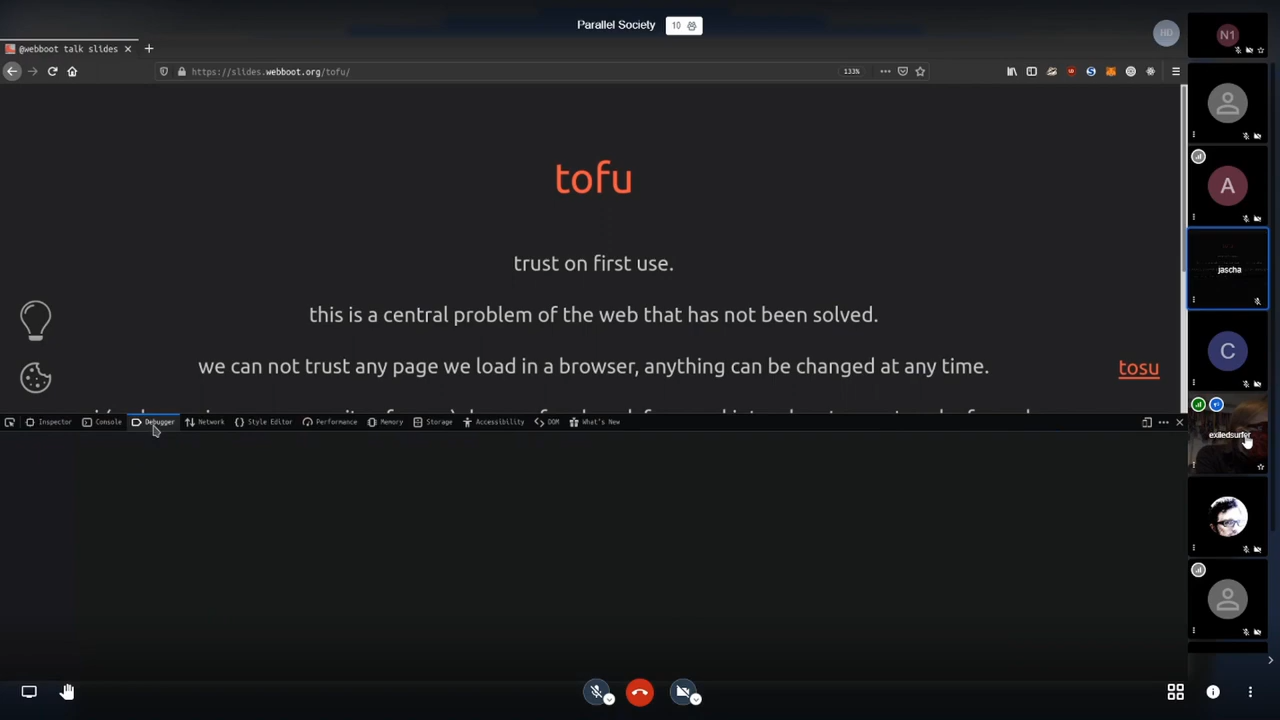 Parallel Society 10
HD
N1
@webboot talk slides
https://slides.webboot.org/tofu/
133%
tofu
A
trust on first use.
jascha
this is a central problem of the web that has not been solved.
C
we can not trust any page we load in a browser, anything can be changed at any time.
tosu
Inspector Console Debugger Network Style Editor Performance Memory Storage Accessibility DOM What's New
exiledsurfer